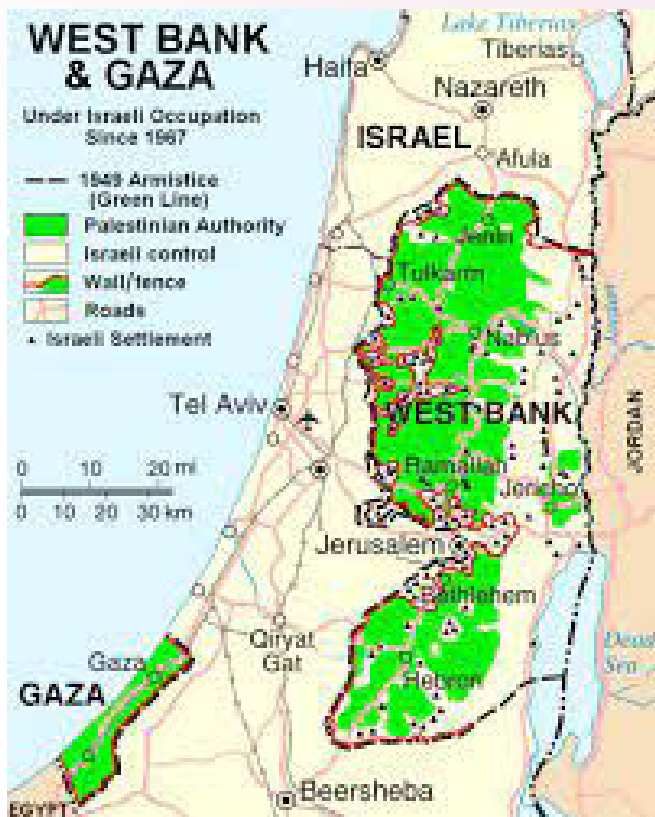 WEST BANK
& GAZA
Under Israeli Occupation
Since 1967
1949 Armistice
(Green Line)
Palestinian Authority
Israeli control
Wall/fence
Roads
Israeli Settlement
0 10 20 mi
0 10 20 30 km
Lake Tiberias
Tiberias
Haifa
Nazareth
ISRAEL
Afula
Jenin
Tulkarm
Nablus
Tel Aviv
WEST BANK
JORDAN
Ramallah
Jericho
Jerusalem
Bethlehem
Qiryat
Gat
Dead
Sea
Gaza
Hebron
GAZA
Beersheba
EGYPT